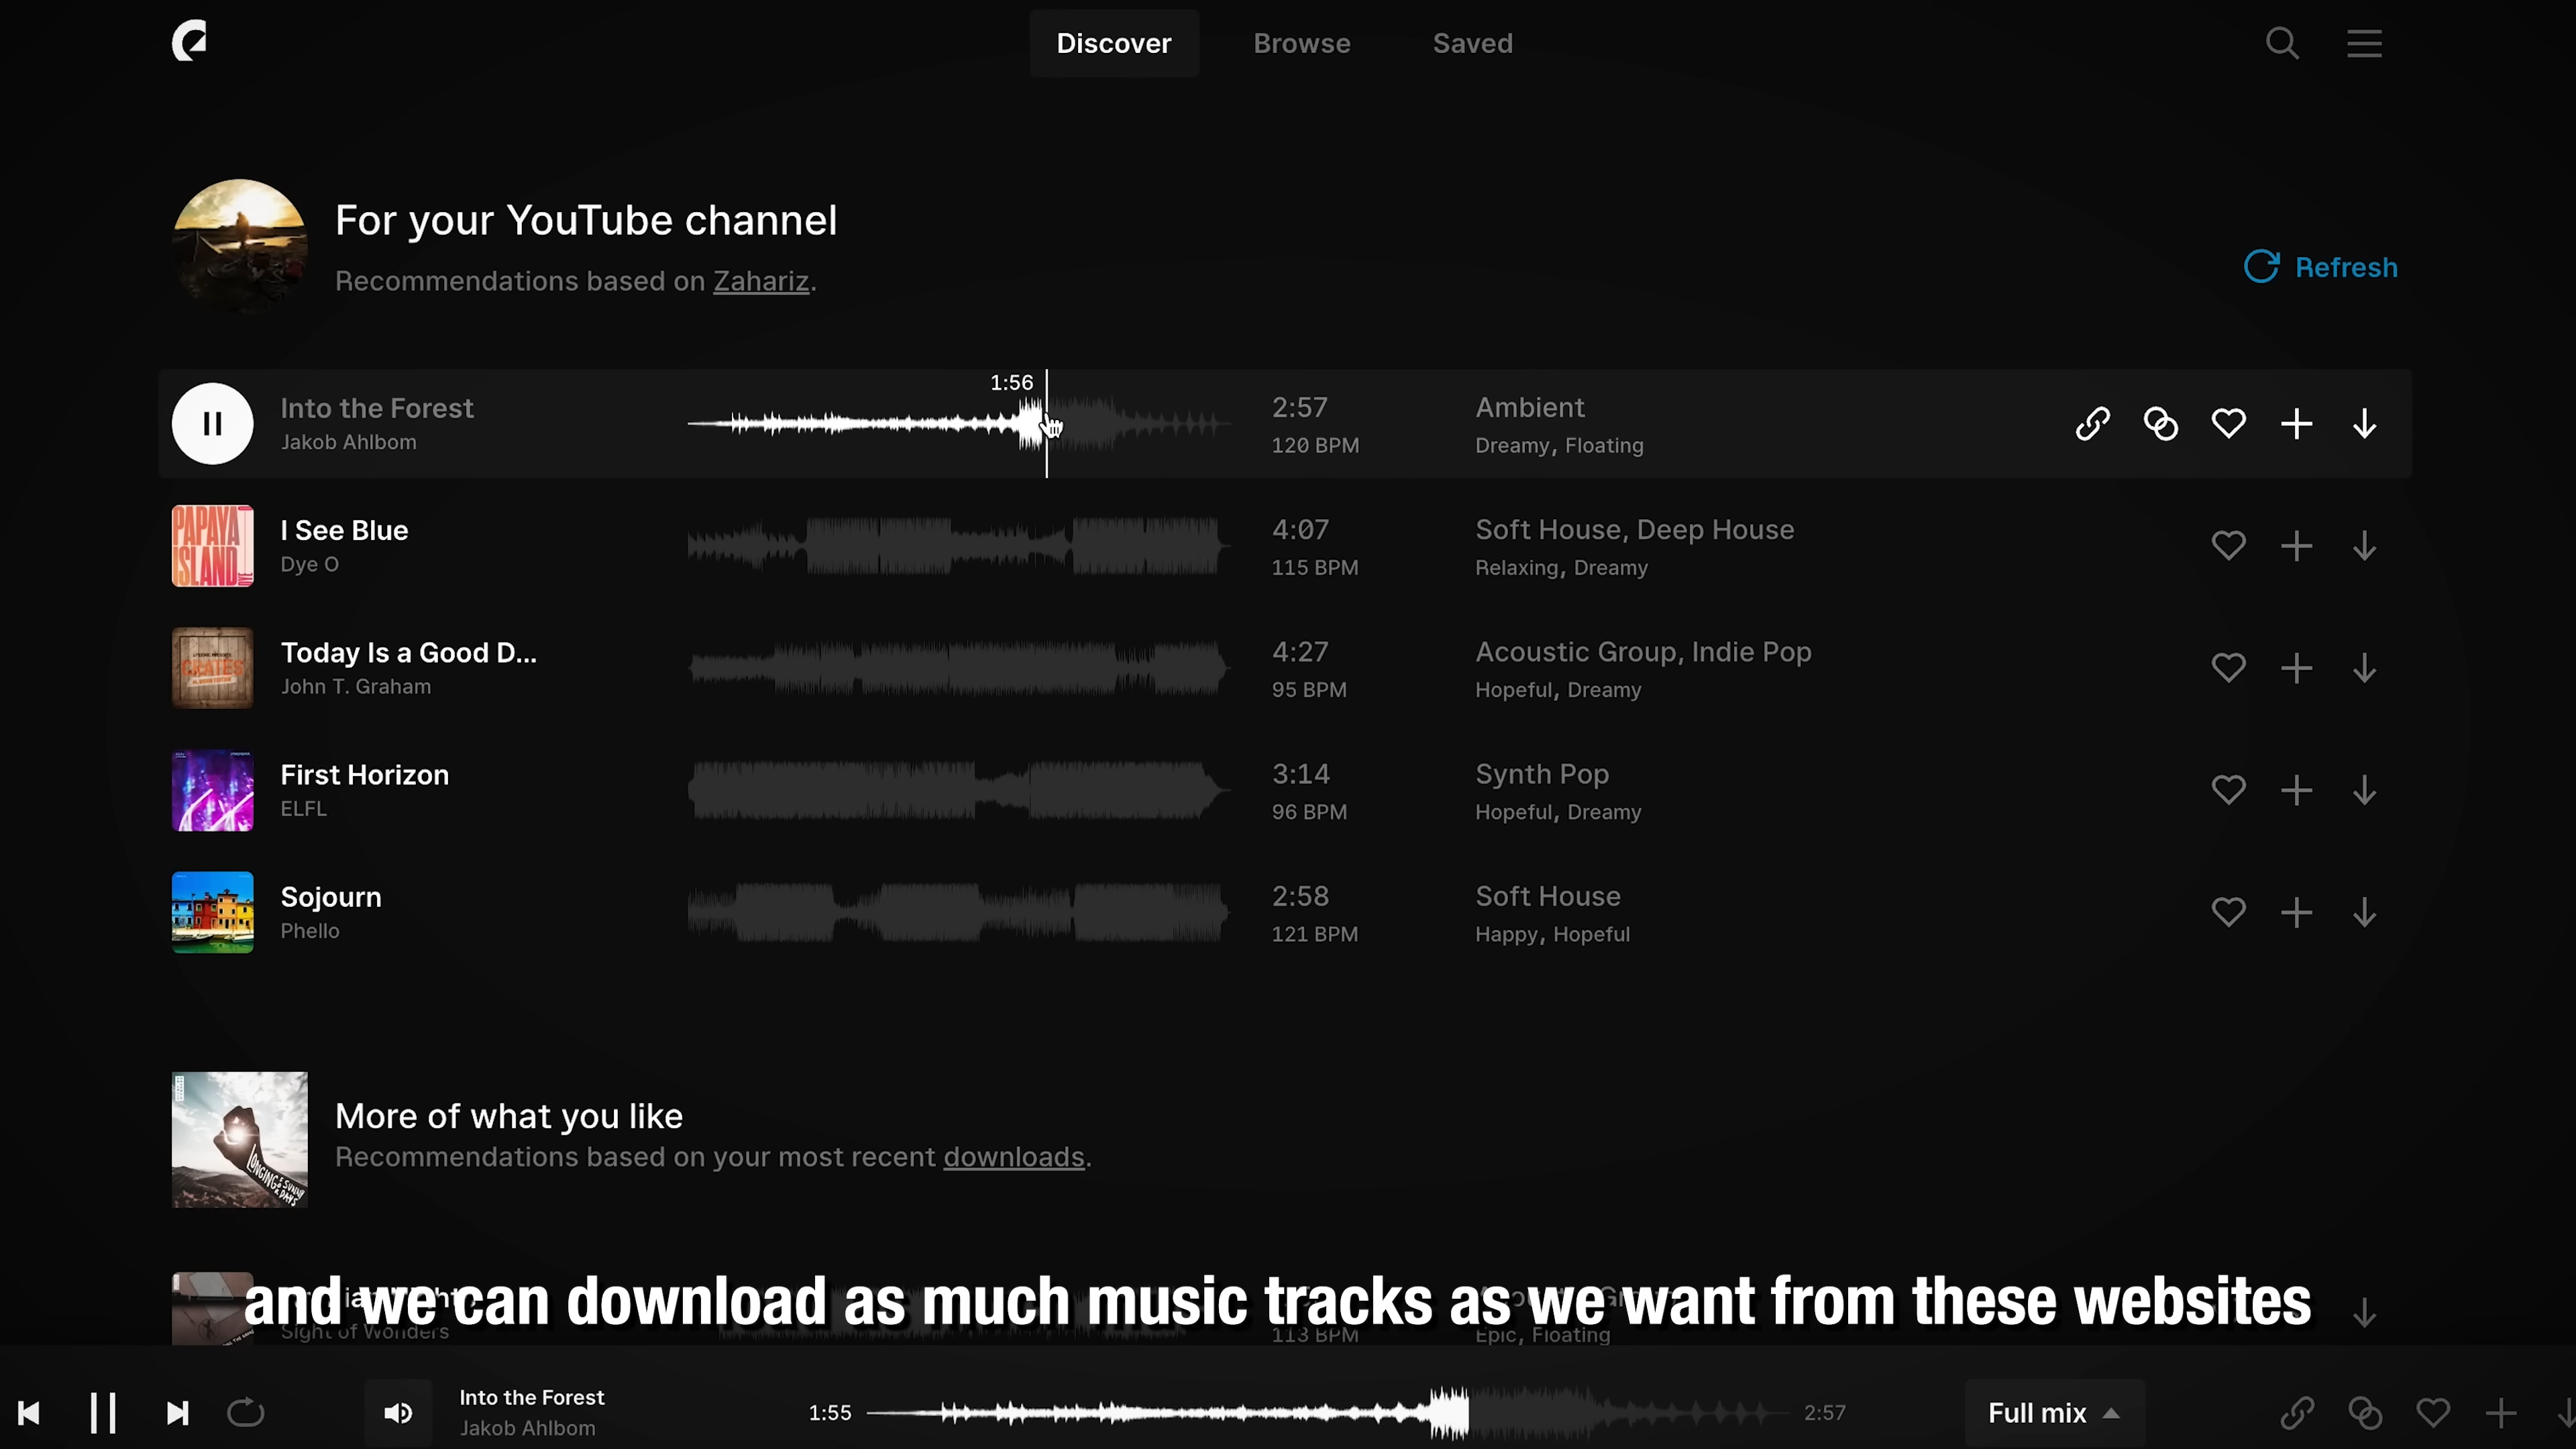 Discover Browse Saved
For your YouTube channel
Recommendations based on Zahariz.
Refresh
1:56
Into the Forest
Jakob Ahlbom
2:57
120 BPM
Ambient
Dreamy, Floating
PAPAYA
ISLAND
I See Blue
Dye O
4:07
115 BPM
Soft House, Deep House
Relaxing, Dreamy
CRATES
Today Is a Good D...
John T. Graham
4:27
95 BPM
Acoustic Group, Indie Pop
Hopeful, Dreamy
First Horizon
ELFL
3:14
96 BPM
Synth Pop
Hopeful, Dreamy
Sojourn
Phello
2:58
121 BPM
Soft House
Happy, Hopeful
More of what you like
Recommendations based on your most recent downloads.
and we can download as much music tracks as we want from these websites
Sight of Wonders
113 BPM
Epic, Floating
Into the Forest
Jakob Ahlbom
1:55
2:57
Full mix